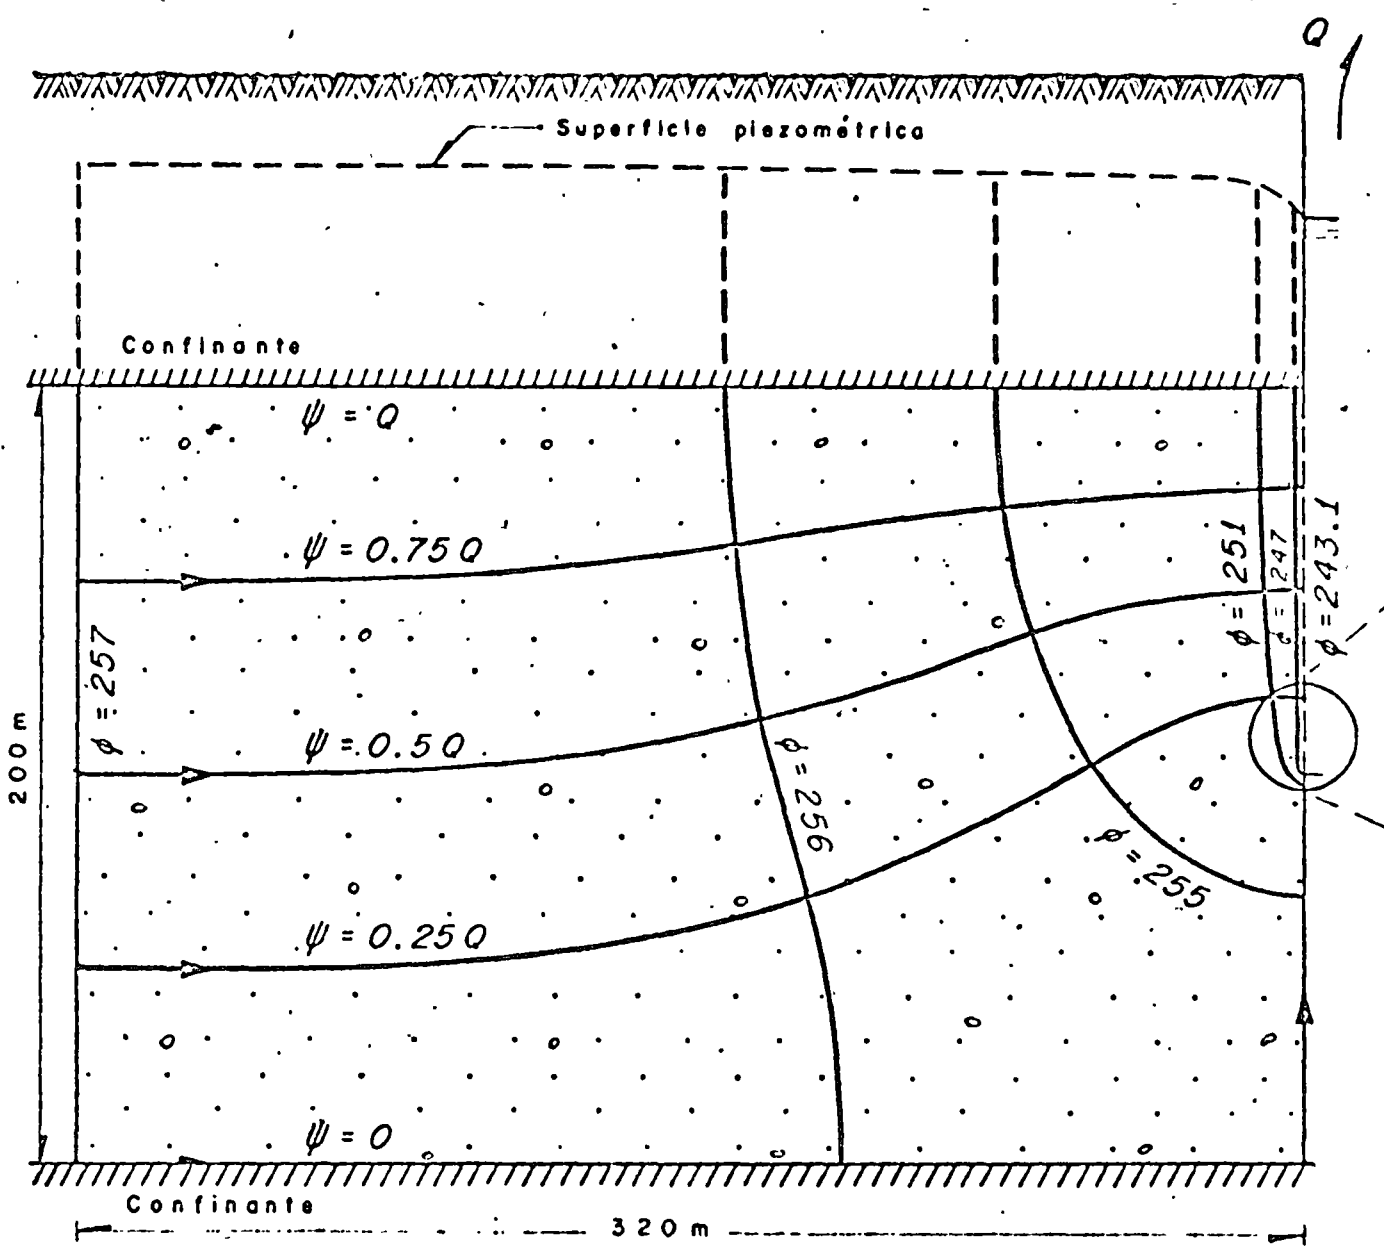 Q
Superficie piezométrica
Confinante
ψ = Q
ψ = 0.75 Q
ϕ = 257
ϕ = 251
ϕ = 247
ϕ = 243.1
200 m
ψ = 0.5 Q
ϕ = 256
ϕ = 255
ψ = 0.25 Q
ψ = 0
Confinante
320 m